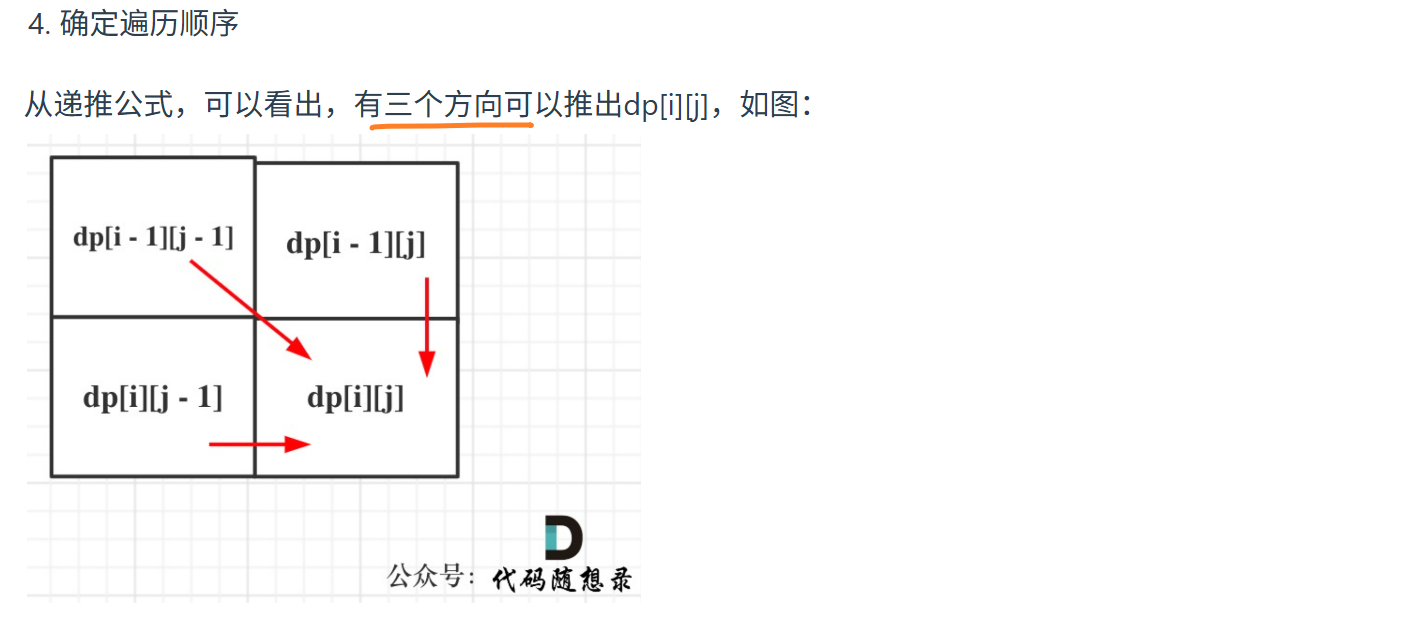 4. 确定遍历顺序
从递推公式，可以看出，有三个方向可以推出dp[i][j]，如图：
dp[i - 1][j - 1]
dp[i - 1][j]
dp[i][j - 1]
dp[i][j]
公众号：代码随想录